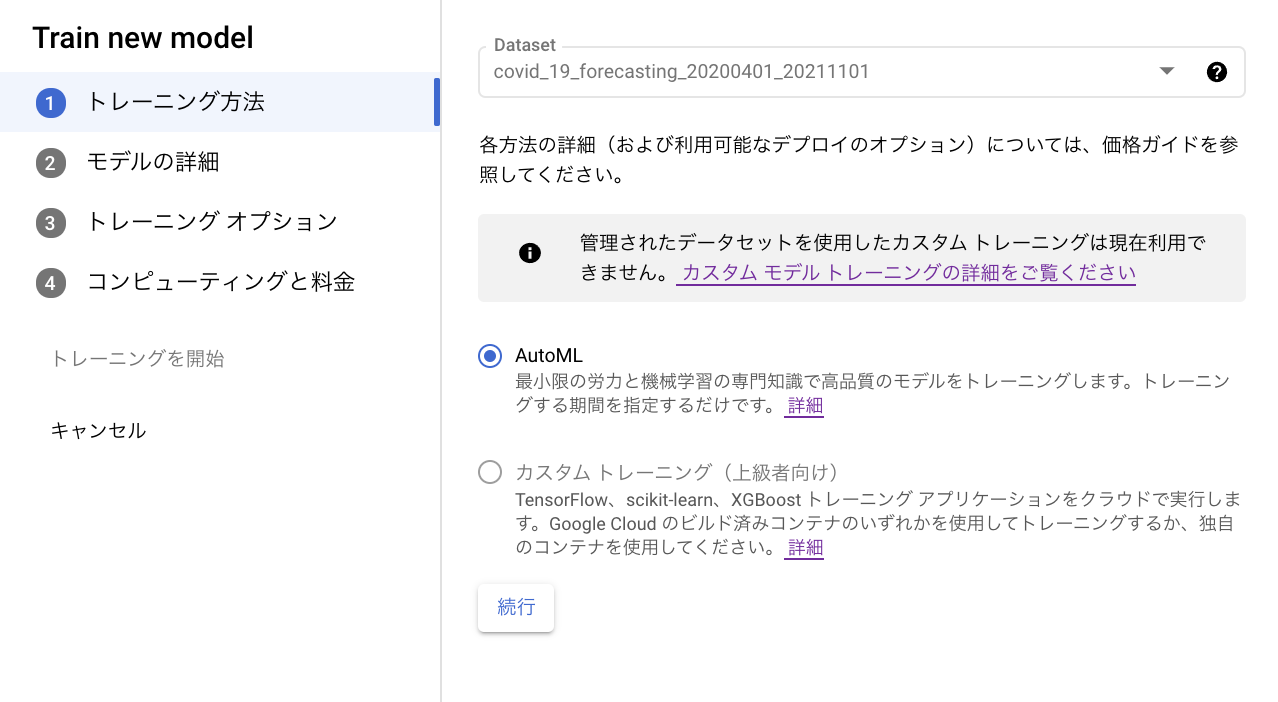 Train new model
1 トレーニング方法
2 モデルの詳細
3 トレーニング オプション
4 コンピューティングと料金
トレーニングを開始
キャンセル
Dataset
covid_19_forecasting_20200401_20211101
各方法の詳細（および利用可能なデプロイのオプション）については、価格ガイドを参
照してください。
管理されたデータセットを使用したカスタム トレーニングは現在利用で
きません。 カスタム モデル トレーニングの詳細をご覧ください
AutoML
最小限の労力と機械学習の専門知識で高品質のモデルをトレーニングします。トレーニン
グする期間を指定するだけです。 詳細
カスタム トレーニング（上級者向け）
TensorFlow、scikit-learn、XGBoost トレーニング アプリケーションをクラウドで実行しま
す。Google Cloud のビルド済みコンテナのいずれかを使用してトレーニングするか、独自
のコンテナを使用してください。 詳細
続行